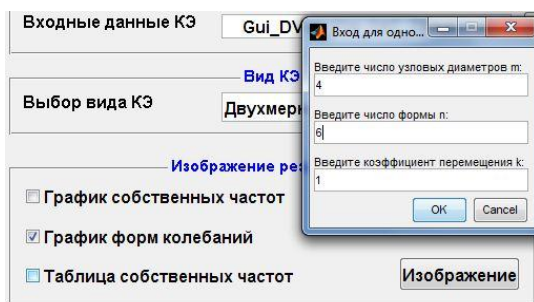 Входные данные КЭ
Gui_DV
Вид КЭ
Выбор вида КЭ
Изображение
График собственных частот
График форм колебаний
Таблица собственных частот
Изображение
Вход для одно...
Введите число узловых диаметров m:
4
Введите число формы n:
6
Введите коэффициент перемещения k:
1
OK
Cancel